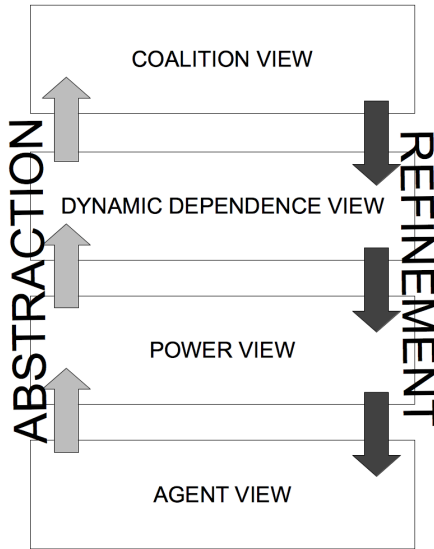 COALITION VIEW
ABSTRACTION
REFINEMENT
DYNAMIC DEPENDENCE VIEW
POWER VIEW
AGENT VIEW